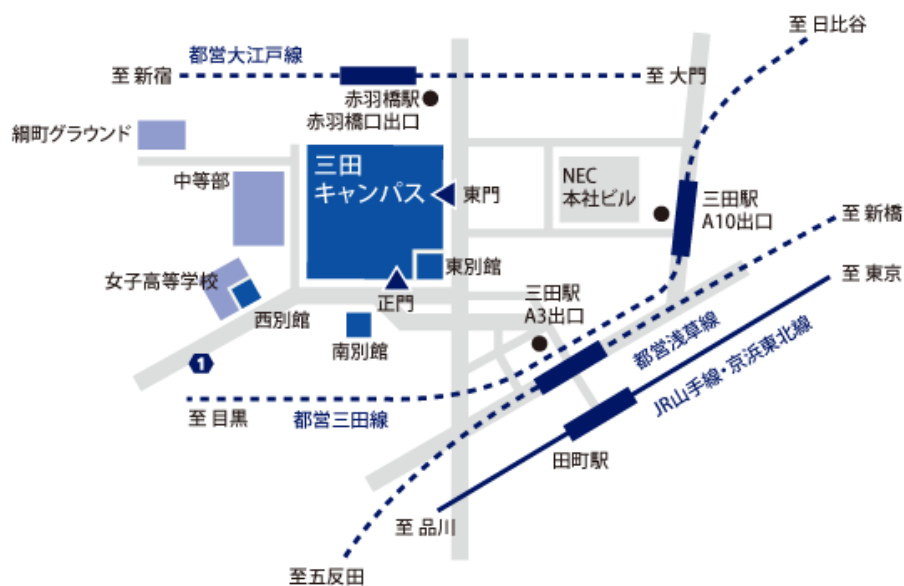 至 日比谷
都営大江戸線
至 新宿
至 大門
赤羽橋駅
赤羽橋口出口
綱町グラウンド
三田
キャンパス
東門
中等部
NEC
本社ビル
三田駅
A10出口
至 新橋
東別館
女子高等学校
至 東京
三田駅
A3出口
正門
西別館
南別館
都営浅草線
JR山手線・京浜東北線
1
至 目黒
都営三田線
田町駅
至 品川
至五反田